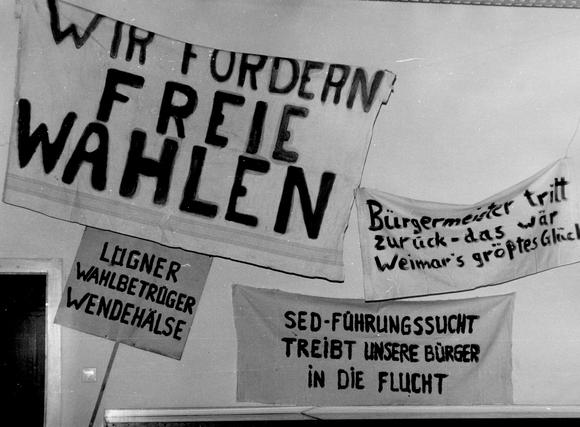 WIR FORDERN
FREIE
WAHLEN
Bürgermeister tritt
zurück - das wär
Weimar's größtes Glück
LÜGNER
WAHLBETRÜGER
WENDEHÄLSE
SED-FÜHRUNGSSUCHT
TREIBT UNSERE BÜRGER
IN DIE FLUCHT